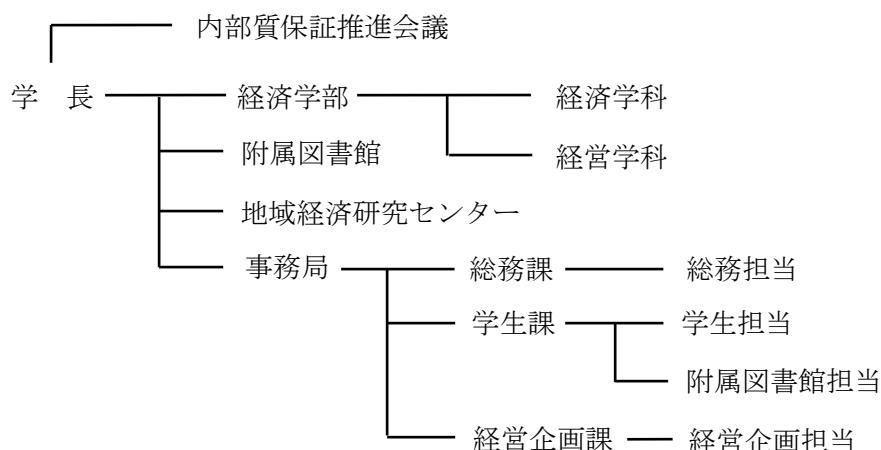 内部質保証推進会議
学　長 経済学部 経済学科
附属図書館 経営学科
地域経済研究センター
事務局 総務課 総務担当
学生課 学生担当
附属図書館担当
経営企画課 経営企画担当